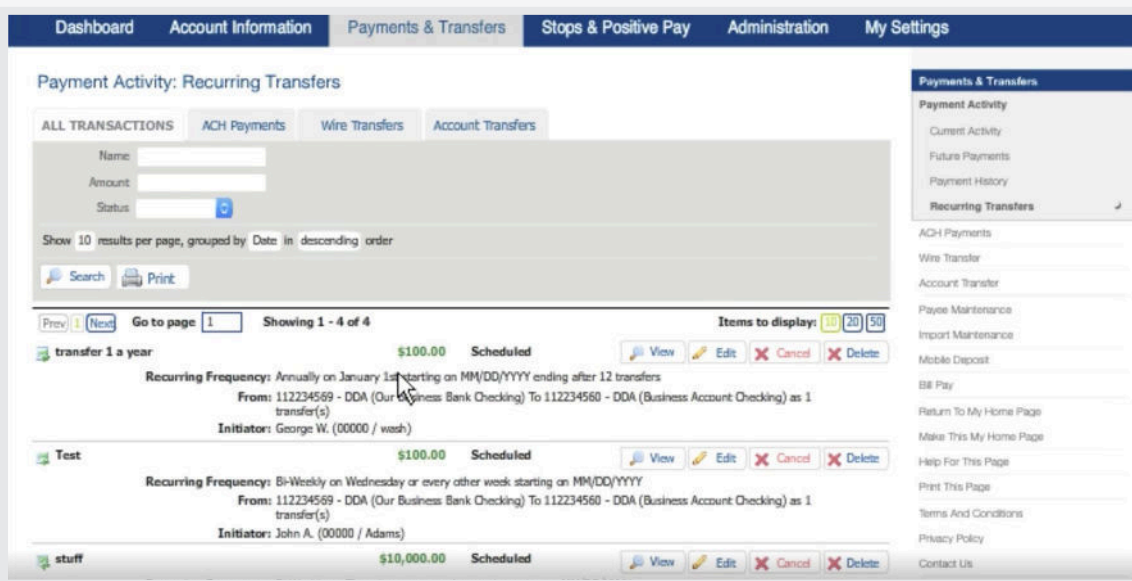 Dashboard Account Information Payments & Transfers Stops & Positive Pay Administration My Settings
Payment Activity: Recurring Transfers
ALL TRANSACTIONS ACH Payments Wire Transfers Account Transfers
Name
Amount
Status
Show 10 results per page, grouped by Date in descending order
Search Print
Prev 1 Next Go to page 1 Showing 1 - 4 of 4 Items to display: 10 20 50
transfer 1 a year $100.00 Scheduled View Edit Cancel Delete
Recurring Frequency: Annually on January 1st starting on MM/DD/YYYY ending after 12 transfers
From: 112234569 - DDA (Our Business Bank Checking) To 112234560 - DDA (Business Account Checking) as 1
transfer(s)
Initiator: George W. (00000 / wash)
Test $100.00 Scheduled View Edit Cancel Delete
Recurring Frequency: Bi-Weekly on Wednesday or every other week starting on MM/DD/YYYY
From: 112234569 - DDA (Our Business Bank Checking) To 112234560 - DDA (Business Account Checking) as 1
transfer(s)
Initiator: John A. (00000 / Adams)
stuff $10,000.00 Scheduled View Edit Cancel Delete
Payments & Transfers
Payment Activity
Current Activity
Future Payments
Payment History
Recurring Transfers
ACH Payments
Wire Transfer
Account Transfer
Payee Maintenance
Import Maintenance
Mobile Deposit
Bill Pay
Return To My Home Page
Make This My Home Page
Help For This Page
Print This Page
Terms And Conditions
Privacy Policy
Contact Us